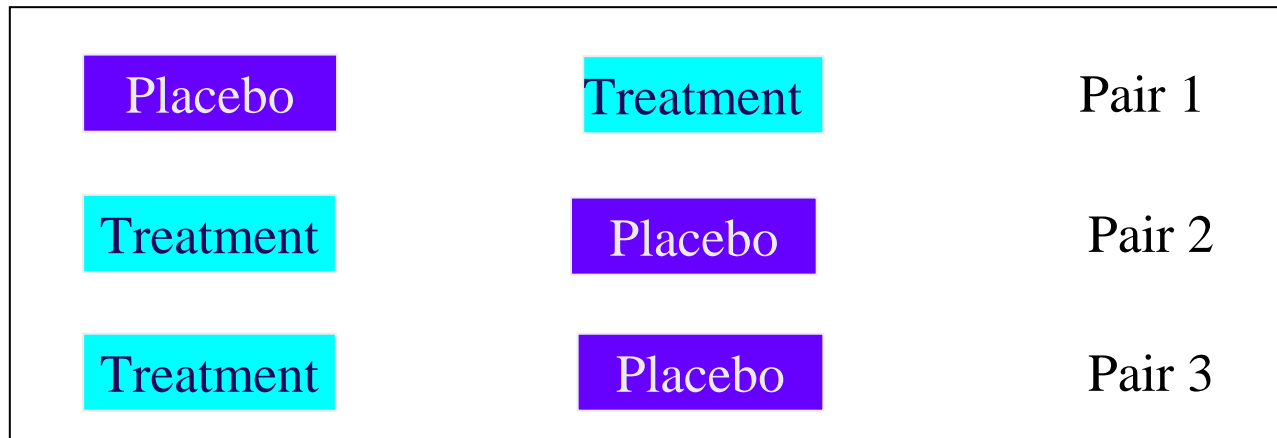 Placebo Treatment Pair 1
Treatment Placebo Pair 2
Treatment Placebo Pair 3